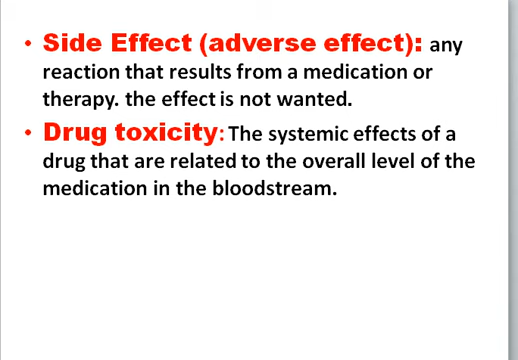 • Side Effect (adverse effect): any
reaction that results from a medication or
therapy. the effect is not wanted.
• Drug toxicity: The systemic effects of a
drug that are related to the overall level of the
medication in the bloodstream.